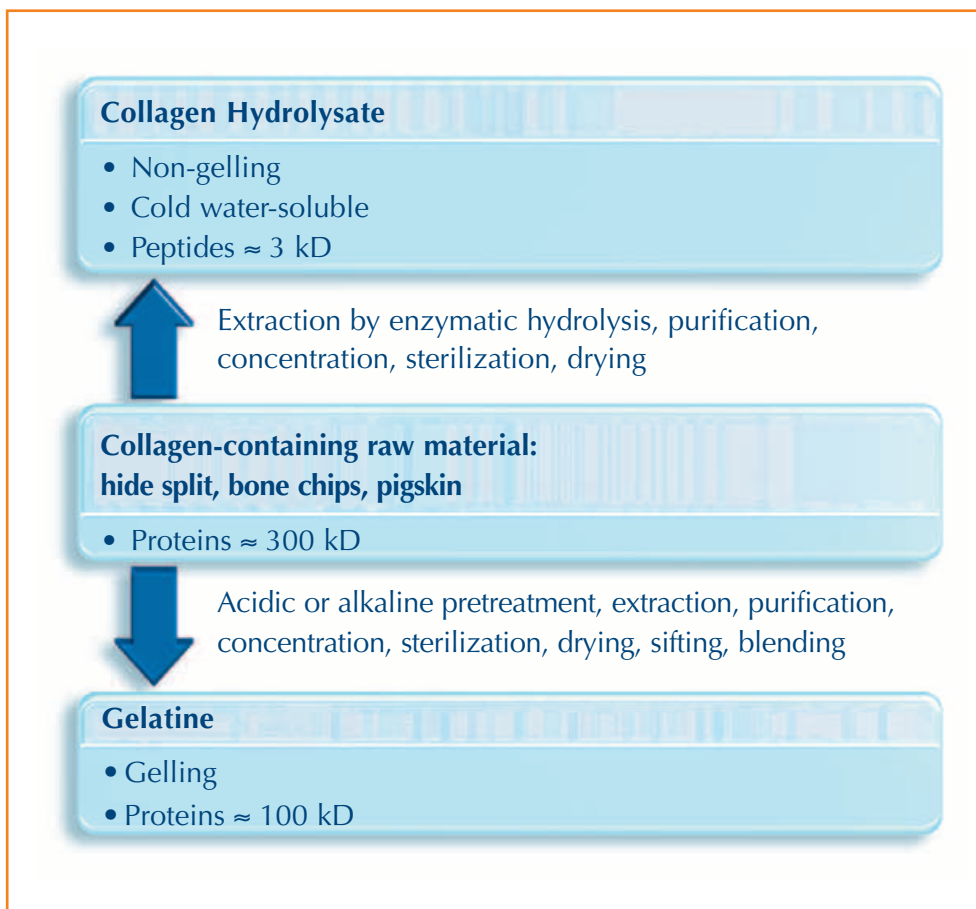 Collagen Hydrolysate
• Non-gelling
• Cold water-soluble
• Peptides ≈ 3 kD
Extraction by enzymatic hydrolysis, purification,
concentration, sterilization, drying
Collagen-containing raw material:
hide split, bone chips, pigskin
• Proteins ≈ 300 kD
Acidic or alkaline pretreatment, extraction, purification,
concentration, sterilization, drying, sifting, blending
Gelatine
• Gelling
• Proteins ≈ 100 kD